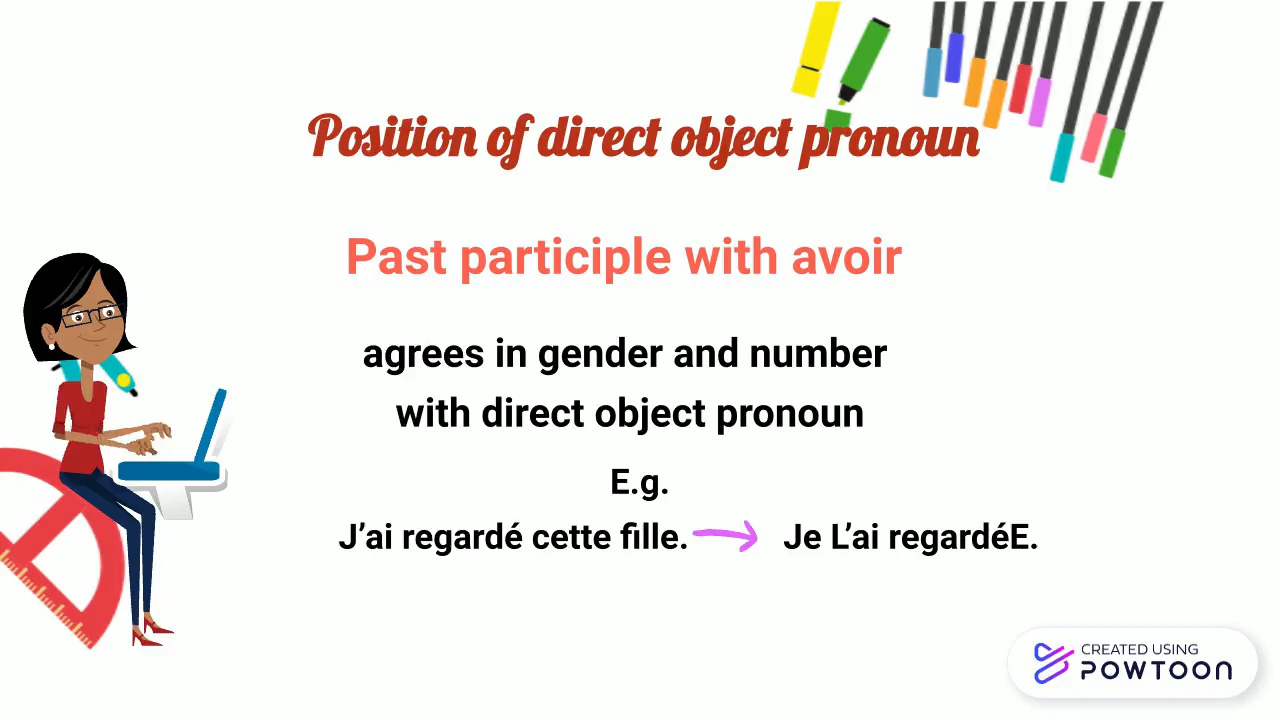 Position of direct object pronoun
Past participle with avoir
agrees in gender and number
with direct object pronoun
E.g.
J’ai regardé cette fille. Je L’ai regardéE.
CREATED USING
POWTOON